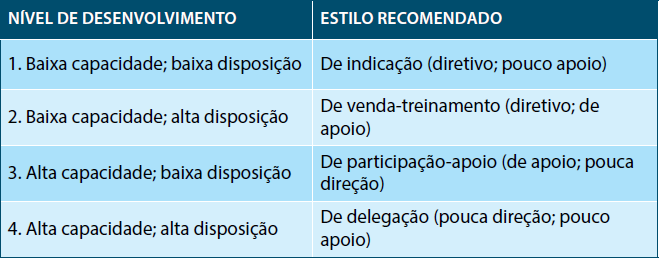 NÍVEL DE DESENVOLVIMENTO
ESTILO RECOMENDADO
1. Baixa capacidade; baixa disposição
De indicação (diretivo; pouco apoio)
2. Baixa capacidade; alta disposição
De venda-treinamento (diretivo; de
apoio)
3. Alta capacidade; baixa disposição
De participação-apoio (de apoio; pouca
direção)
4. Alta capacidade; alta disposição
De delegação (pouca direção; pouco
apoio)